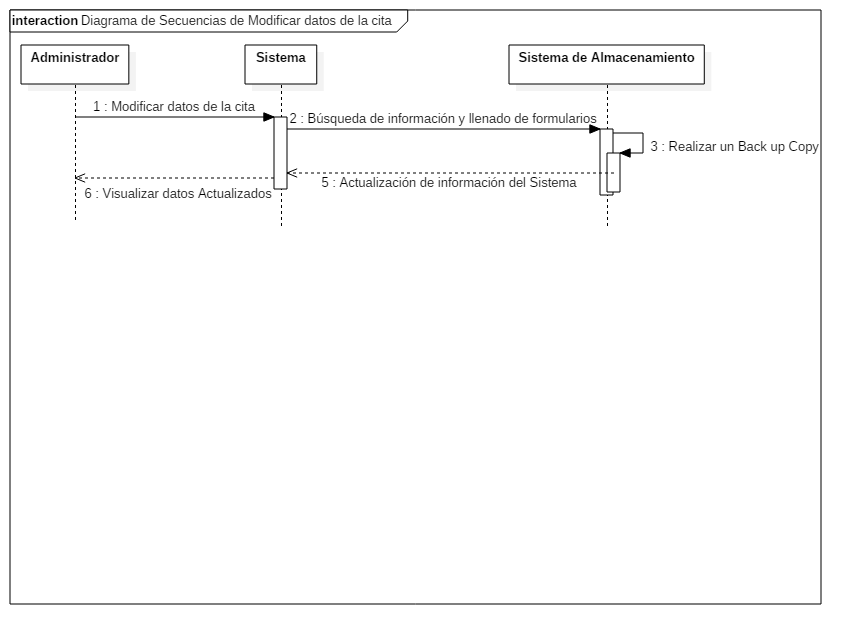 interaction Diagrama de Secuencias de Modificar datos de la cita
Administrador
Sistema
Sistema de Almacenamiento
1 : Modificar datos de la cita
2 : Búsqueda de información y llenado de formularios
3 : Realizar un Back up Copy
5 : Actualización de información del Sistema
6 : Visualizar datos Actualizados